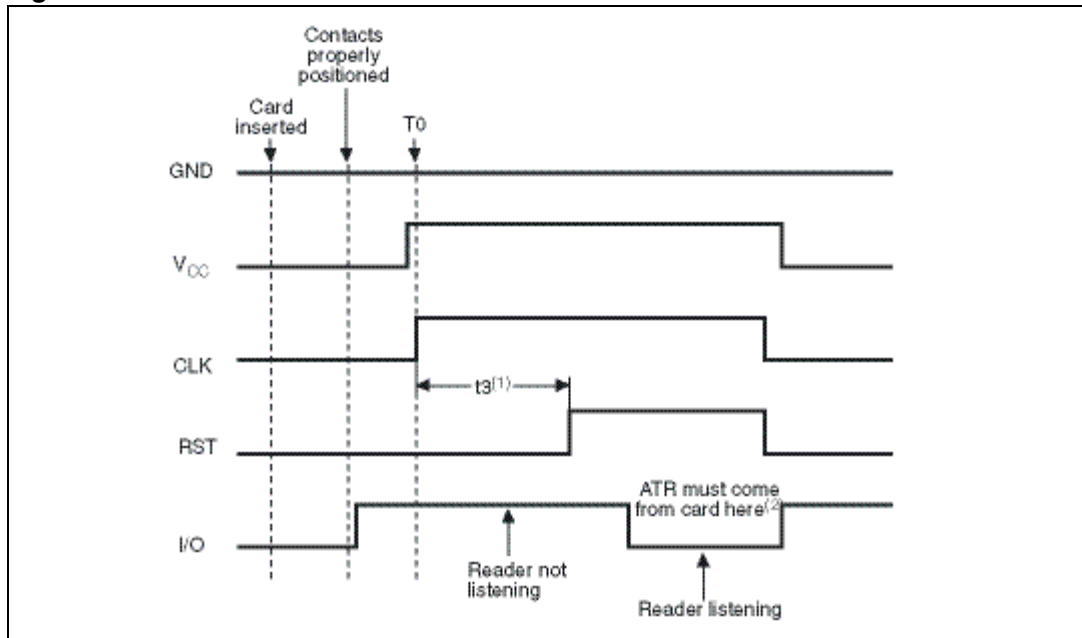 Contacts
properly
positioned
Card
inserted
T0
GND
VCC
CLK
t3(1)
RST
ATR must come
from card here(2)
I/O
Reader not
listening
Reader listening